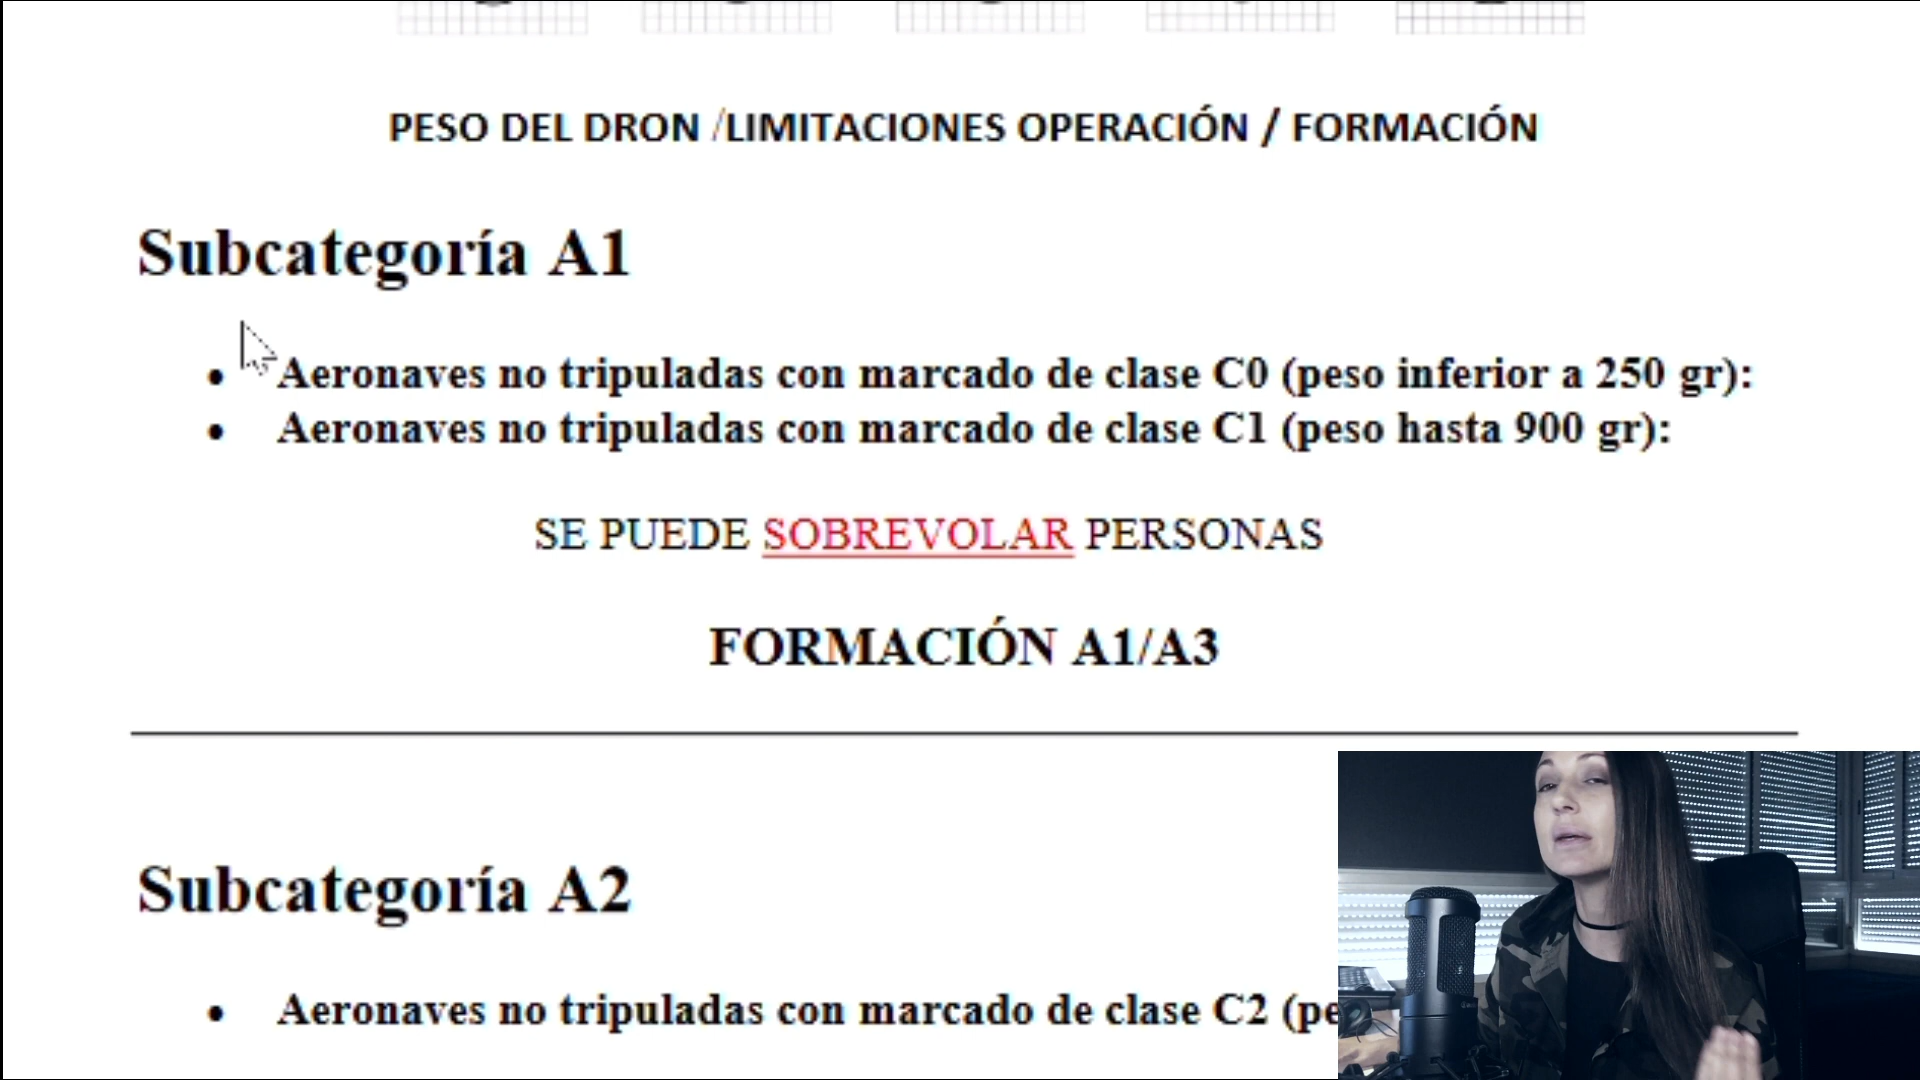 PESO DEL DRON /LIMITACIONES OPERACIÓN / FORMACIÓN
Subcategoría A1
• Aeronaves no tripuladas con marcado de clase C0 (peso inferior a 250 gr):
• Aeronaves no tripuladas con marcado de clase C1 (peso hasta 900 gr):
SE PUEDE SOBREVOLAR PERSONAS
FORMACIÓN A1/A3
Subcategoría A2
• Aeronaves no tripuladas con marcado de clase C2 (pe